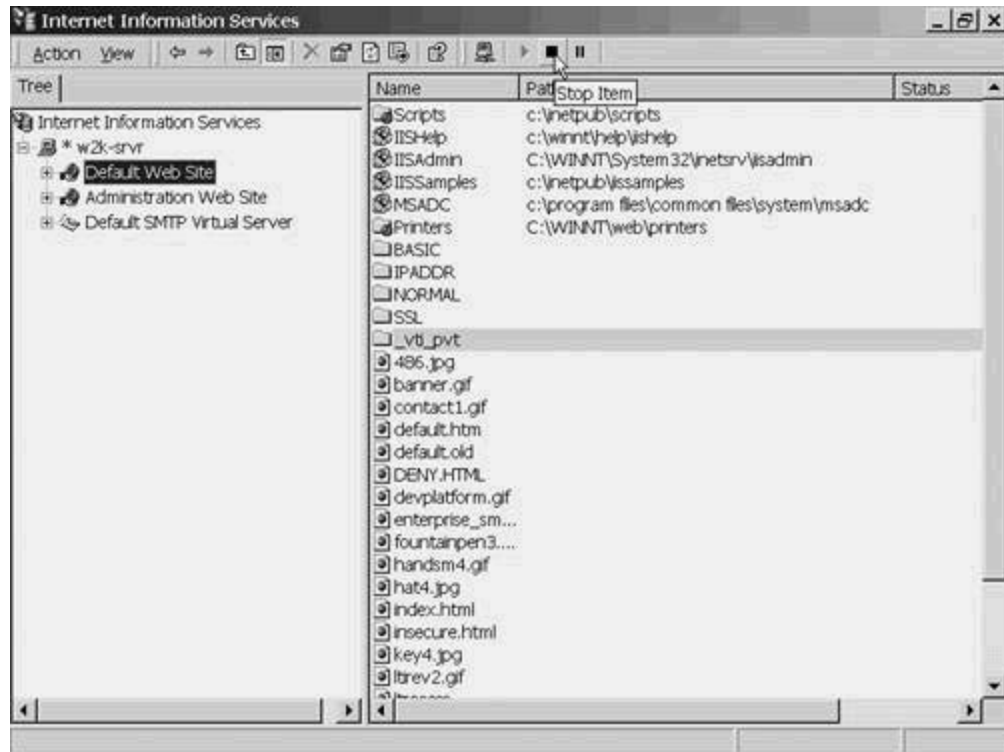 Internet Information Services
Action View
Tree
Name Pat Status
Stop Item
Internet Information Services
* w2k-srvr
Default Web Site
Administration Web Site
Default SMTP Virtual Server
Scripts c:\inetpub\scripts
IISHelp c:\winnt\help\iishelp
IISAdmin C:\WINNT\System32\inetsrv\iisadmin
IISSamples c:\inetpub\iissamples
MSADC c:\program files\common files\system\msadc
Printers C:\WINNT\web\printers
BASIC
IPADDR
NORMAL
SSL
_vti_pvt
486.jpg
banner.gif
contact1.gif
default.htm
default.old
DENY.HTML
devplatform.gif
enterprise_sm...
fountainpen3....
handsm4.gif
hat4.jpg
index.html
insecure.html
key4.jpg
ltrev2.gif